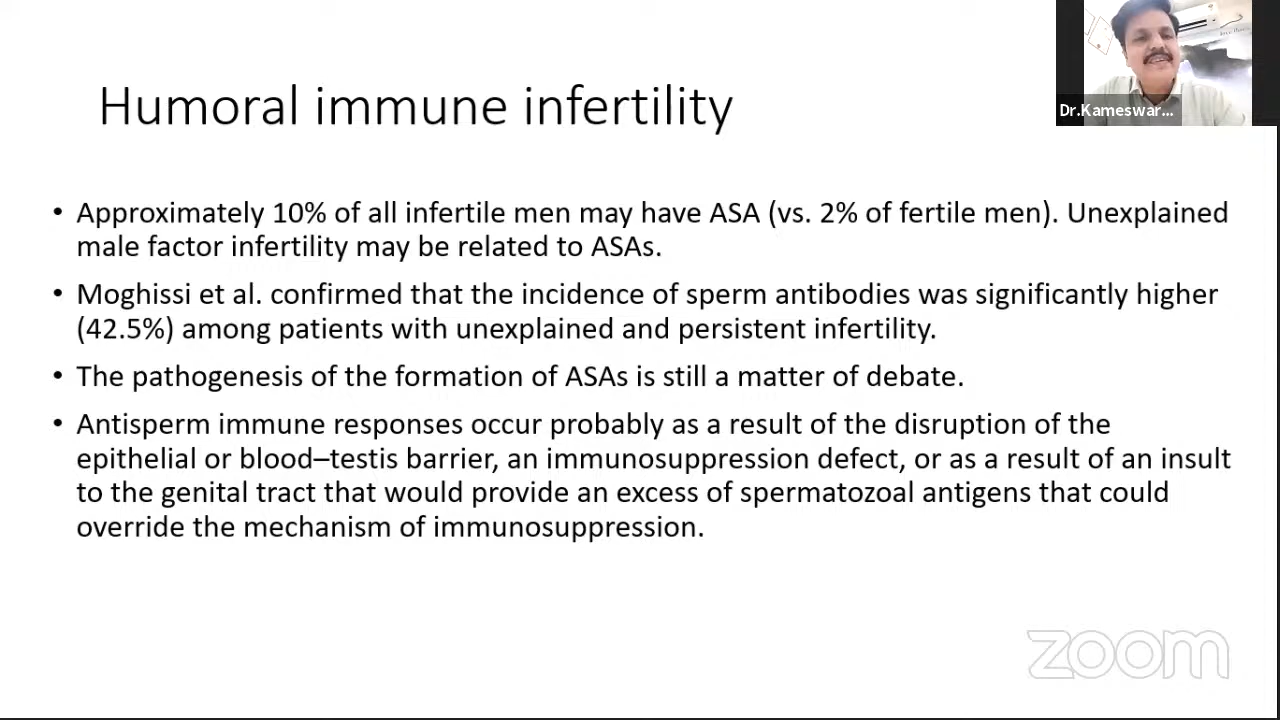 Humoral immune infertility
Dr.Kameswar...
• Approximately 10% of all infertile men may have ASA (vs. 2% of fertile men). Unexplained
male factor infertility may be related to ASAs.
• Moghissi et al. confirmed that the incidence of sperm antibodies was significantly higher
(42.5%) among patients with unexplained and persistent infertility.
• The pathogenesis of the formation of ASAs is still a matter of debate.
• Antisperm immune responses occur probably as a result of the disruption of the
epithelial or blood–testis barrier, an immunosuppression defect, or as a result of an insult
to the genital tract that would provide an excess of spermatozoal antigens that could
override the mechanism of immunosuppression.
zoom